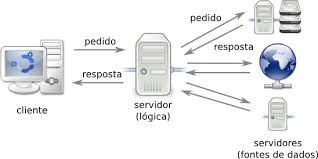 pedido
pedido
resposta
resposta
cliente
servidor
(lógica)
servidores
(fontes de dados)